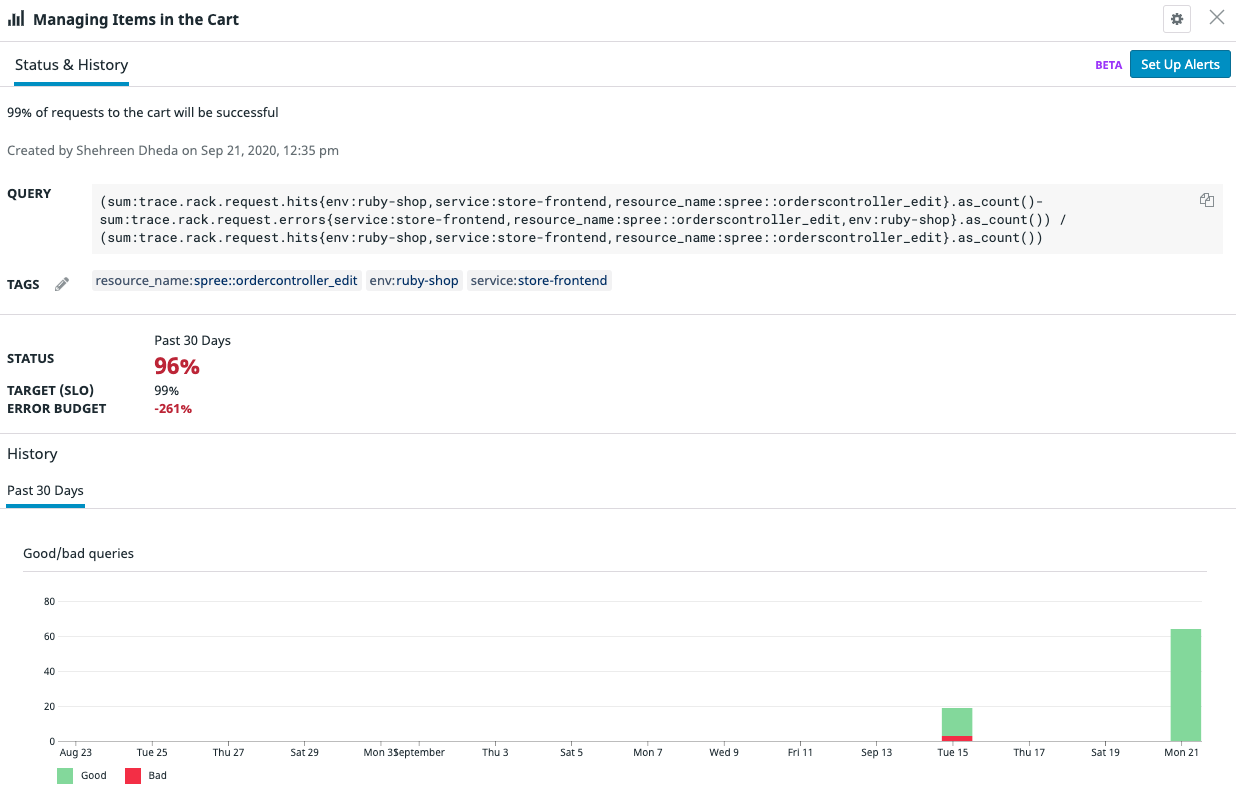 Managing Items in the Cart
Status & History
BETA
Set Up Alerts
99% of requests to the cart will be successful
Created by Shehreen Dheda on Sep 21, 2020, 12:35 pm
QUERY
(sum:trace.rack.request.hits{env:ruby-shop,service:store-frontend,resource_name:spree::orderscontroller_edit}.as_count()-
sum:trace.rack.request.errors{service:store-frontend,resource_name:spree::orderscontroller_edit,env:ruby-shop}.as_count()) /
(sum:trace.rack.request.hits{env:ruby-shop,service:store-frontend,resource_name:spree::orderscontroller_edit}.as_count())
TAGS
resource_name:spree::ordercontroller_edit env:ruby-shop service:store-frontend
Past 30 Days
STATUS 96%
TARGET (SLO) 99%
ERROR BUDGET -261%
History
Past 30 Days
Good/bad queries
80
60
40
20
0
Aug 23 Tue 25 Thu 27 Sat 29 Mon 31 September Thu 3 Sat 5 Mon 7 Wed 9 Fri 11 Sep 13 Tue 15 Thu 17 Sat 19 Mon 21
Good Bad